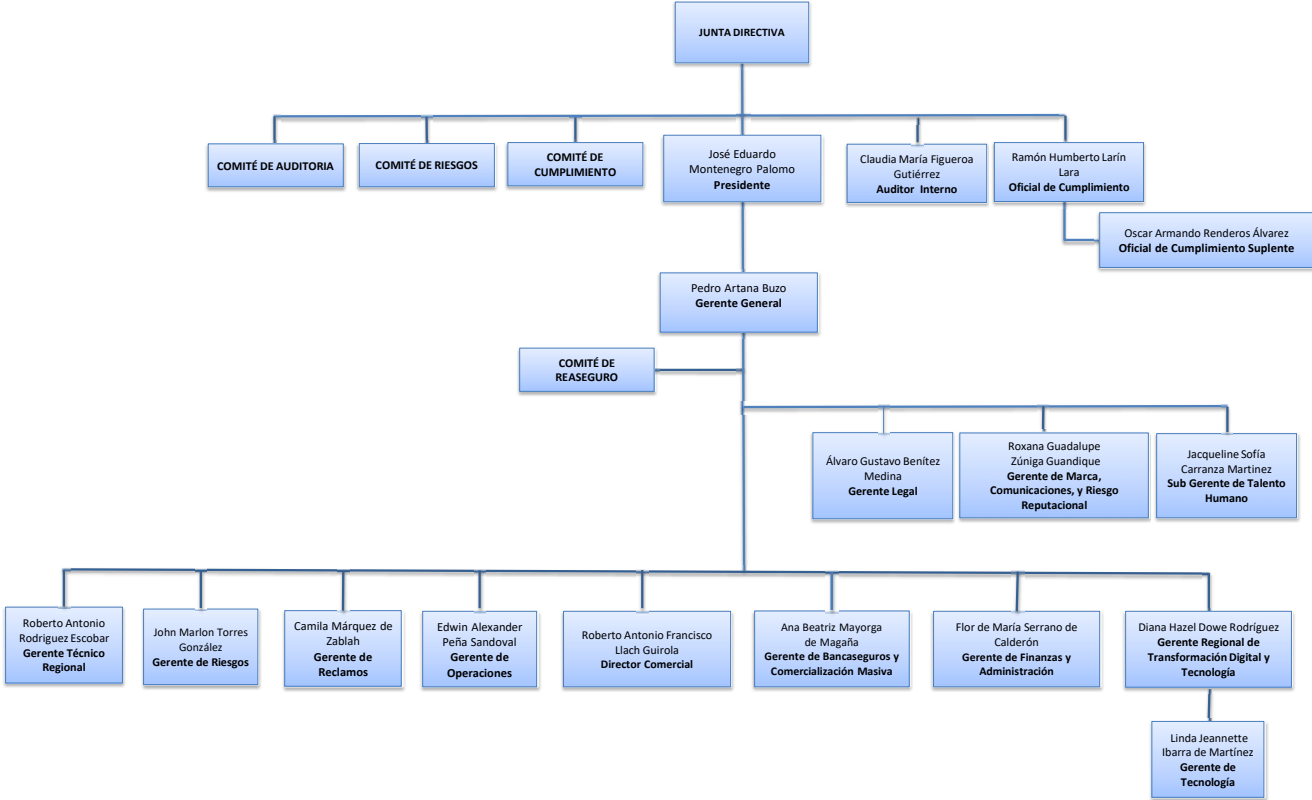 JUNTA DIRECTIVA
COMITÉ DE AUDITORIA
COMITÉ DE RIESGOS
COMITÉ DE
CUMPLIMIENTO
José Eduardo
Montenegro Palomo
Presidente
Claudia María Figueroa
Gutiérrez
Auditor Interno
Ramón Humberto Larín
Lara
Oficial de Cumplimiento
Oscar Armando Renderos Álvarez
Oficial de Cumplimiento Suplente
Pedro Artana Buzo
Gerente General
COMITÉ DE
REASEGURO
Álvaro Gustavo Benítez
Medina
Gerente Legal
Roxana Guadalupe
Zúniga Guandique
Gerente de Marca,
Comunicaciones, y Riesgo
Reputacional
Jacqueline Sofía
Carranza Martinez
Sub Gerente de Talento
Humano
Roberto Antonio
Rodriguez Escobar
Gerente Técnico
Regional
John Marlon Torres
González
Gerente de Riesgos
Camila Márquez de
Zablah
Gerente de
Reclamos
Edwin Alexander
Peña Sandoval
Gerente de
Operaciones
Roberto Antonio Francisco
Llach Guirola
Director Comercial
Ana Beatriz Mayorga
de Magaña
Gerente de Bancaseguros y
Comercialización Masiva
Flor de María Serrano de
Calderón
Gerente de Finanzas y
Administración
Diana Hazel Dowe Rodríguez
Gerente Regional de
Transformación Digital y
Tecnología
Linda Jeannette
Ibarra de Martínez
Gerente de
Tecnología